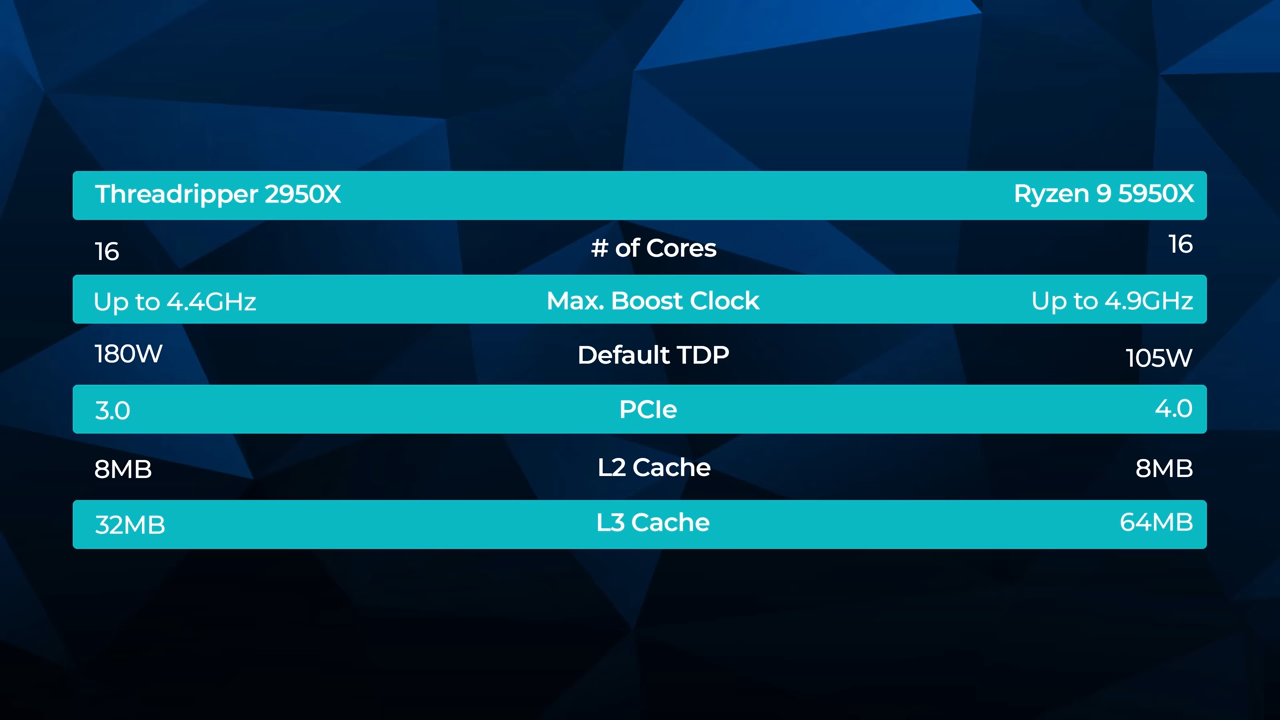 Threadripper 2950X Ryzen 9 5950X
16 # of Cores 16
Up to 4.4GHz Max. Boost Clock Up to 4.9GHz
180W Default TDP 105W
3.0 PCIe 4.0
8MB L2 Cache 8MB
32MB L3 Cache 64MB